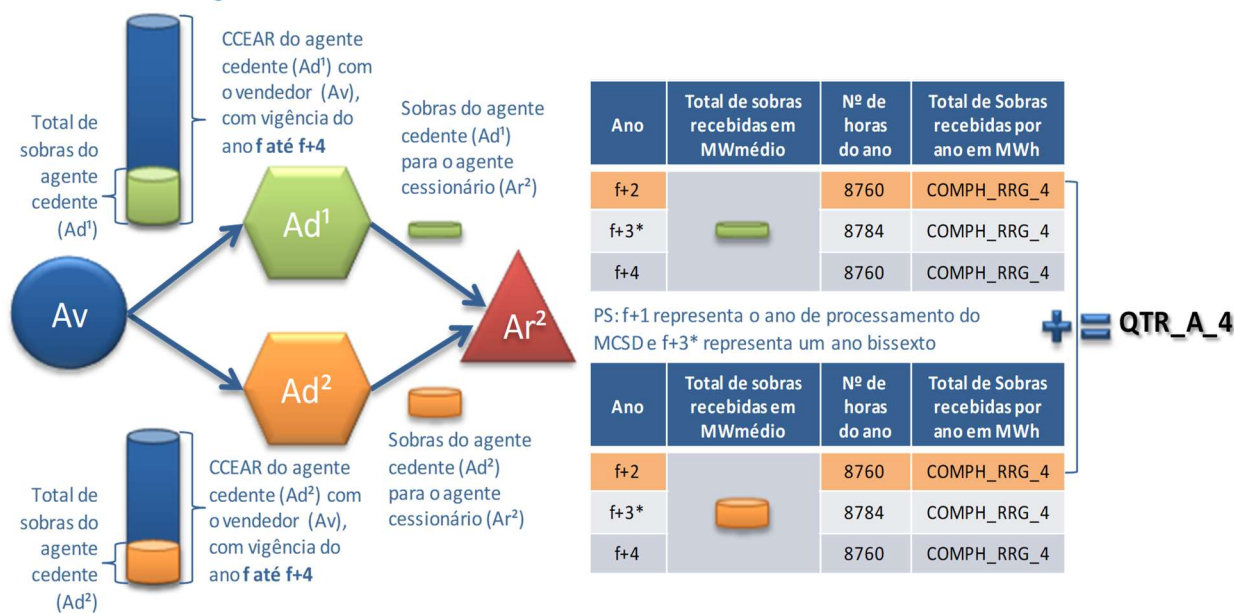 CCEAR do agente
cedente (Ad¹) com
o vendedor (Av),
com vigência do
ano f até f+4
Total de
sobras do
agente
cedente
(Ad¹)
Sobras do agente
cedente (Ad¹)
para o agente
cessionário (Ar²)
Ad¹
Av
Ar²
Ad²
Sobras do agente
cedente (Ad²)
para o agente
cessionário (Ar²)
CCEAR do agente
cedente (Ad²) com
o vendedor (Av),
com vigência do
ano f até f+4
Total de
sobras do
agente
cedente
(Ad²)
Ano Total de sobras recebidas em MWmédio Nº de horas do ano Total de Sobras recebidas por ano em MWh
f+2 8760 COMPH_RRG_4
f+3* 8784 COMPH_RRG_4
f+4 8760 COMPH_RRG_4
PS: f+1 representa o ano de processamento do
MCSD e f+3* representa um ano bissexto
QTR_A_4
Ano Total de sobras recebidas em MWmédio Nº de horas do ano Total de Sobras recebidas por ano em MWh
f+2 8760 COMPH_RRG_4
f+3* 8784 COMPH_RRG_4
f+4 8760 COMPH_RRG_4